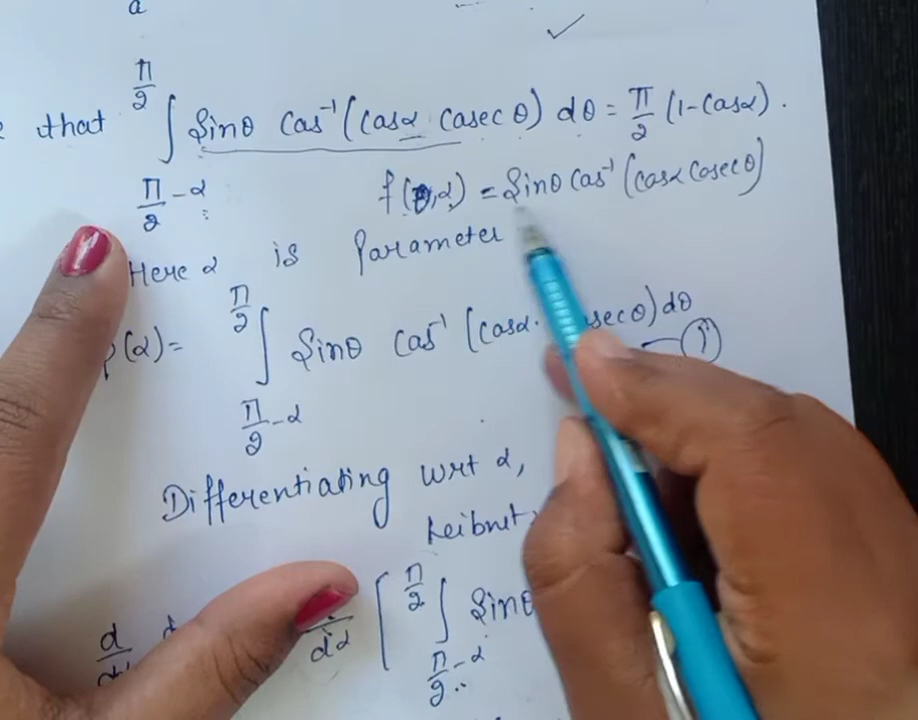 a
that ∫_{π/2 - α}^{π/2} Sinθ Cos⁻¹(Cosα Cosecθ) dθ = π/2 (1-Cosα).
f(θ,α) = Sinθ Cos⁻¹(Cosα Cosecθ)
Here α is Parameter
(α) = ∫_{π/2 - α}^{π/2} Sinθ Cos⁻¹ [Cosα. secθ) dθ — (1)
Differentiating wrt α,
Leibnit
d/dα [ ∫_{π/2 - α}^{π/2} Sinθ